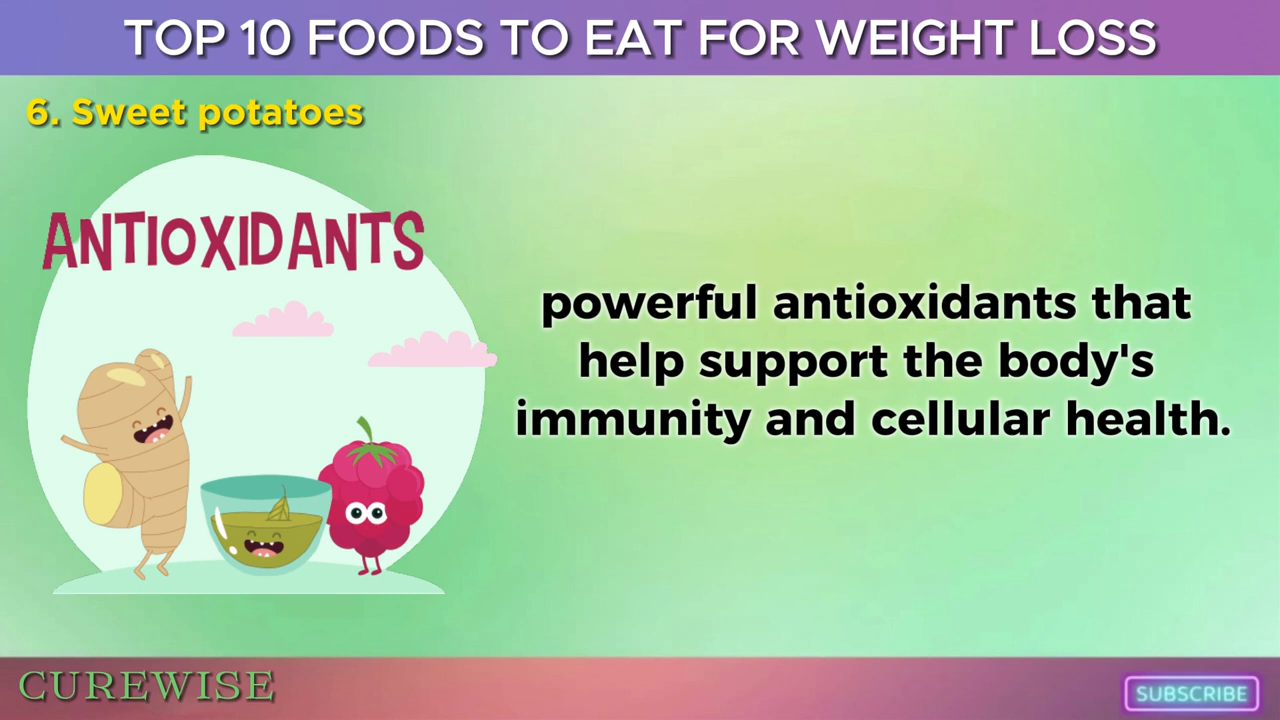 TOP 10 FOODS TO EAT FOR WEIGHT LOSS
6. Sweet potatoes
ANTIOXIDANTS
powerful antioxidants that
help support the body's
immunity and cellular health.
CUREWISE
SUBSCRIBE